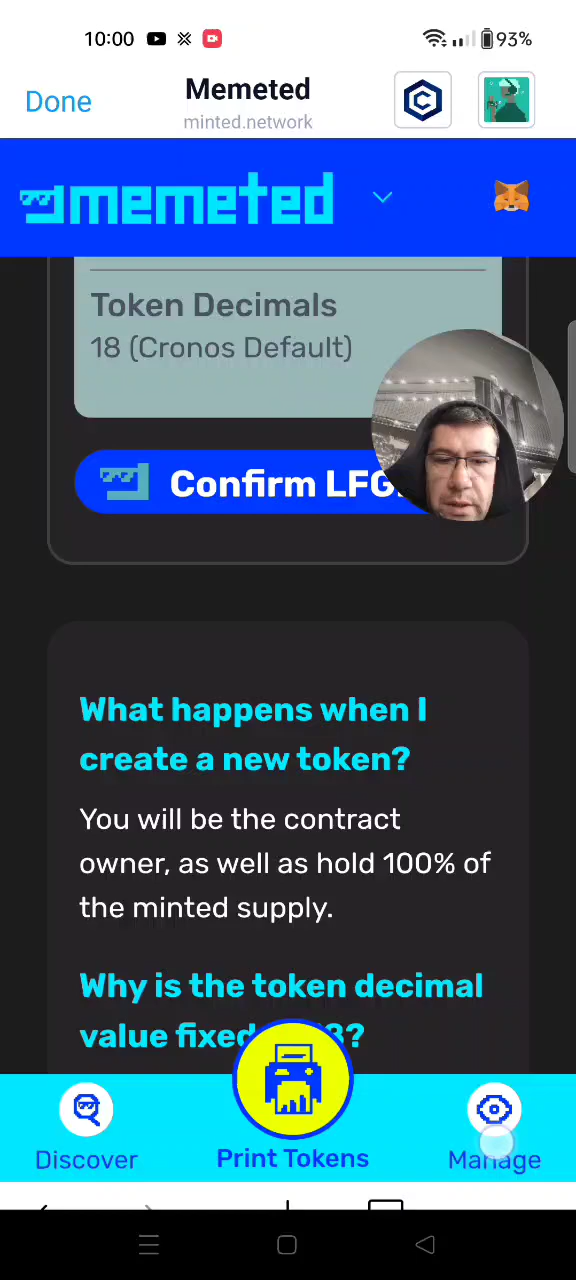 10:00
93%
Done
Memeted
minted.network
memeted
Token Decimals
18 (Cronos Default)
Confirm LFG
What happens when I
create a new token?
You will be the contract
owner, as well as hold 100% of
the minted supply.
Why is the token decimal
value fixed
Discover
Print Tokens
Manage